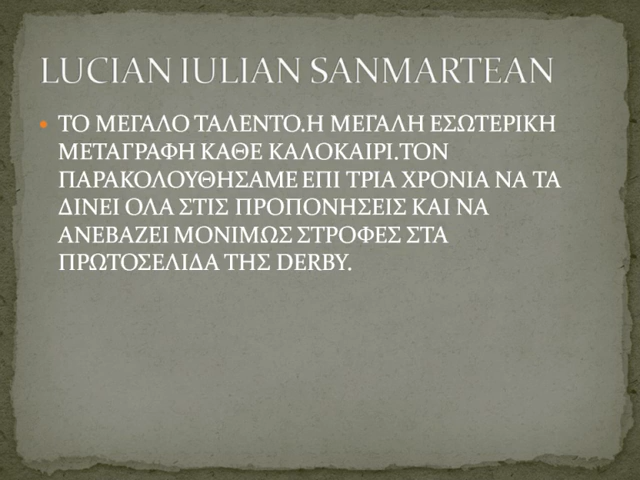 LUCIAN IULIAN SANMARTEAN
• ΤΟ ΜΕΓΑΛΟ ΤΑΛΕΝΤΟ.Η ΜΕΓΑΛΗ ΕΣΩΤΕΡΙΚΗ
ΜΕΤΑΓΡΑΦΗ ΚΑΘΕ ΚΑΛΟΚΑΙΡΙ.ΤΟΝ
ΠΑΡΑΚΟΛΟΥΘΗΣΑΜΕ ΕΠΙ ΤΡΙΑ ΧΡΟΝΙΑ ΝΑ ΤΑ
ΔΙΝΕΙ ΟΛΑ ΣΤΙΣ ΠΡΟΠΟΝΗΣΕΙΣ ΚΑΙ ΝΑ
ΑΝΕΒΑΖΕΙ ΜΟΝΙΜΩΣ ΣΤΡΟΦΕΣ ΣΤΑ
ΠΡΩΤΟΣΕΛΙΔΑ ΤΗΣ DERBY.